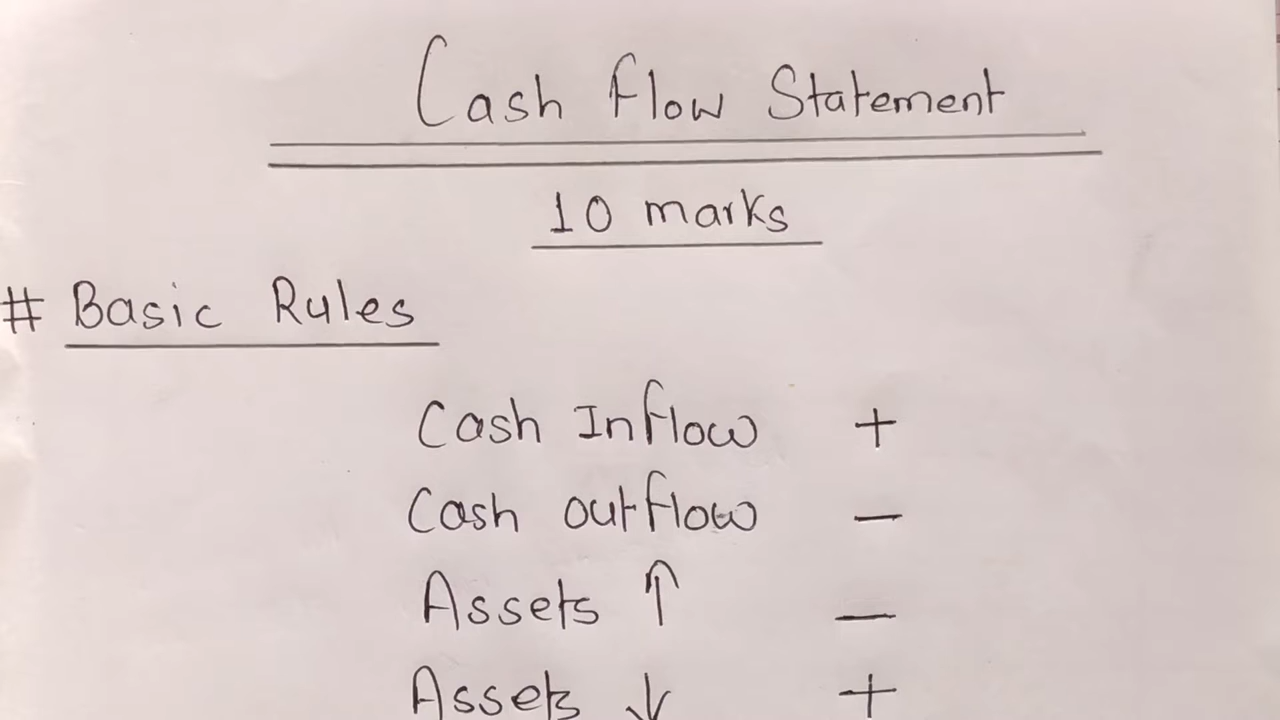 Cash Flow Statement
10 marks
# Basic Rules
Cash Inflow +
Cash outflow —
Assets ↑ —
Assets ↓ +